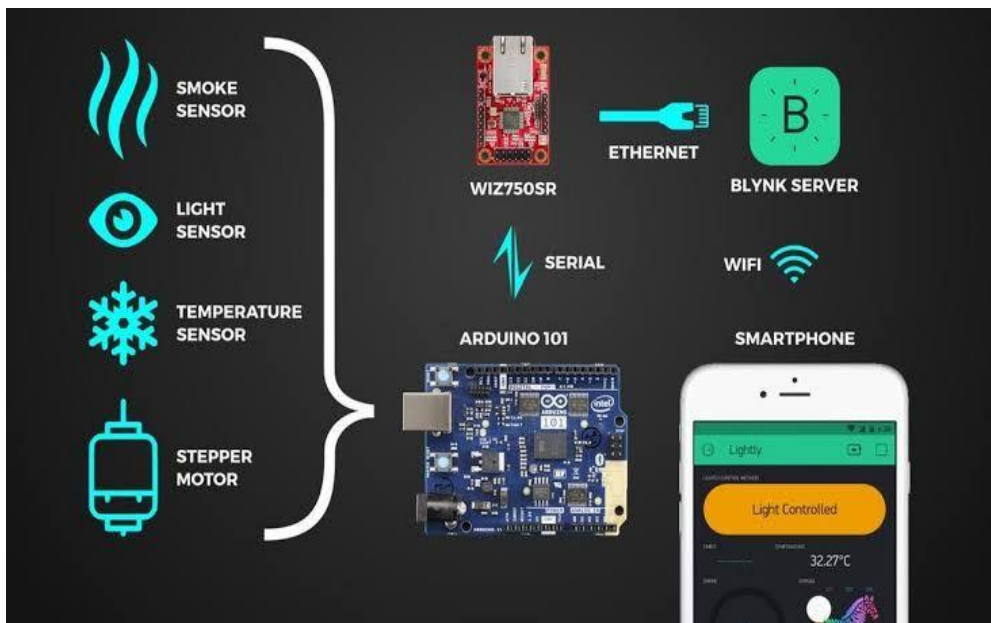 SMOKE
SENSOR
LIGHT
SENSOR
TEMPERATURE
SENSOR
STEPPER
MOTOR
WIZ750SR
ETHERNET
B
BLYNK SERVER
SERIAL
WIFI
ARDUINO 101
ARDUINO
101
intel
SMARTPHONE
Lightly
Light Controlled
32.27°C